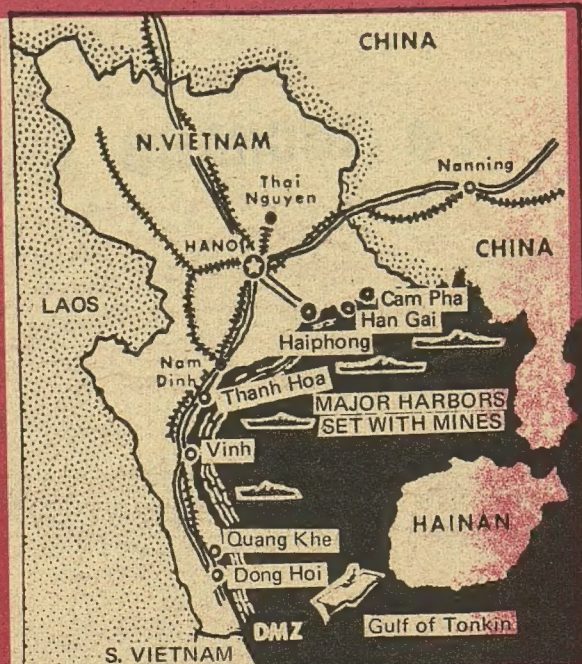 CHINA
N.VIETNAM
Thai
Nguyen
Nanning
HANOI
CHINA
LAOS
Cam Pha
Han Gai
Haiphong
Nam
Dinh
Thanh Hoa
MAJOR HARBORS
SET WITH MINES
Vinh
HAINAN
Quang Khe
Dong Hoi
DMZ
Gulf of Tonkin
S. VIETNAM